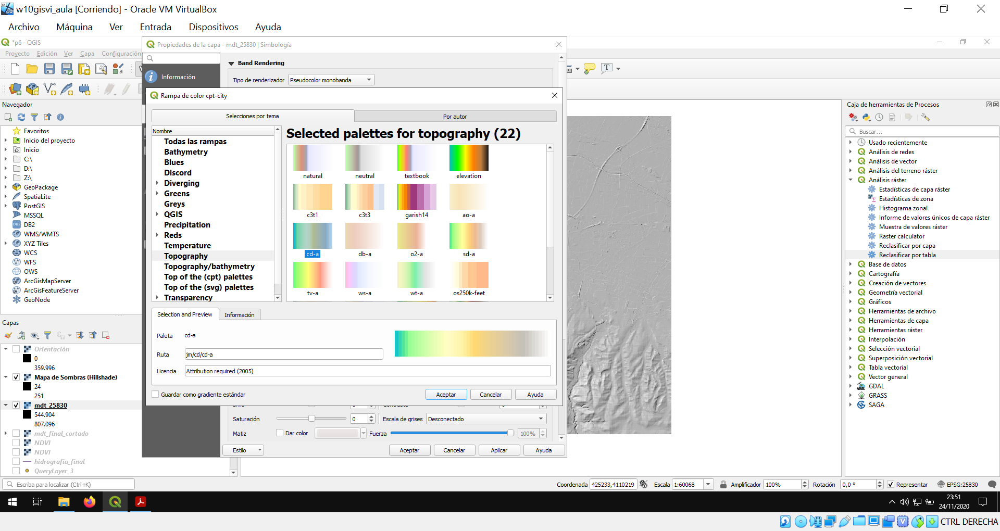 w10gisvi_aula [Corriendo] - Oracle VM VirtualBox
Archivo Máquina Ver Entrada Dispositivos Ayuda
*p6 - QGIS
Proyecto Edición Ver Capa Configuración
Propiedades de la capa - mdt_25830 | Simbología
Información
Band Rendering
Tipo de renderizador Pseudocolor monobanda
Navegador
Favoritos
Inicio del proyecto
Inicio
C:\
D:\
Z:\
GeoPackage
SpatiaLite
PostGIS
MSSQL
DB2
WMS/WMTS
XYZ Tiles
WCS
WFS
OWS
ArcGisMapServer
ArcGisFeatureServer
GeoNode
Rampa de color cpt-city
Selecciones por tema
Por autor
Nombre
Todas las rampas
Bathymetry
Blues
Discord
Diverging
Greens
Greys
QGIS
Precipitation
Reds
Temperature
Topography
Topography/bathymetry
Top of the (cpt) palettes
Top of the (svg) palettes
Transparency
Selected palettes for topography (22)
natural neutral textbook elevation
c3t1 c3t3 garish14 ao-a
cd-a db-a o2-a sd-a
tv-a ws-a wt-a os250k-feet
Selection and Preview
Información
Paleta cd-a
Ruta jm/cd/cd-a
Licencia Attribution required (2005)
Guardar como gradiente estándar
Aceptar Cancelar Ayuda
Saturación 0 Escala de grises Desconectado
Matiz Dar color Fuerza 100%
Estilo Aceptar Cancelar Aplicar Ayuda
Capas
Orientación
0
359.996
Mapa de Sombras (Hillshade)
24
251
mdt_25830
544.904
807.096
mdt_final_cortado
NDVI
NDVI
hidrografia_final
QueryLayer_3
Caja de herramientas de Procesos
Buscar...
Usado recientemente
Análisis de redes
Análisis de vector
Análisis del terreno ráster
Análisis ráster
Estadísticas de capa ráster
Estadísticas de zona
Histograma zonal
Informe de valores únicos de capa ráster
Muestra de valores ráster
Raster calculator
Reclasificar por capa
Reclasificar por tabla
Base de datos
Cartografía
Creación de vectores
Geometría vectorial
Gráficos
Herramientas de archivo
Herramientas de capa
Herramientas ráster
Interpolación
Selección vectorial
Superposición vectorial
Tabla vectorial
Vector general
GDAL
GRASS
SAGA
Escriba para localizar (Ctrl+K)
Coordenada 425233,4110219 Escala 1:60068 Amplificador 100% Rotación 0,0 ° Representar EPSG:25830
23:51
24/11/2020
CTRL DERECHA